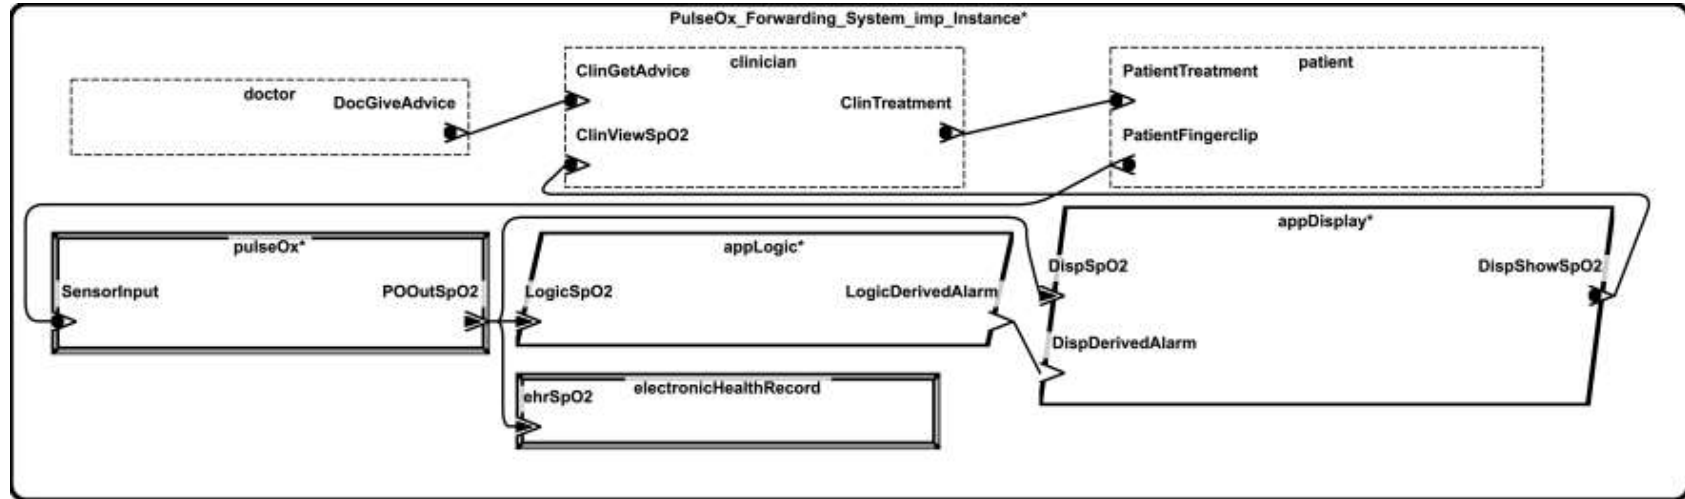 PulseOx_Forwarding_System_imp_Instance*
doctor
DocGiveAdvice
clinician
ClinGetAdvice
ClinTreatment
ClinViewSpO2
patient
PatientTreatment
PatientFingerclip
pulseOx*
SensorInput
POOutSpO2
appLogic*
LogicSpO2
LogicDerivedAlarm
appDisplay*
DispSpO2
DispShowSpO2
DispDerivedAlarm
electronicHealthRecord
ehrSpO2